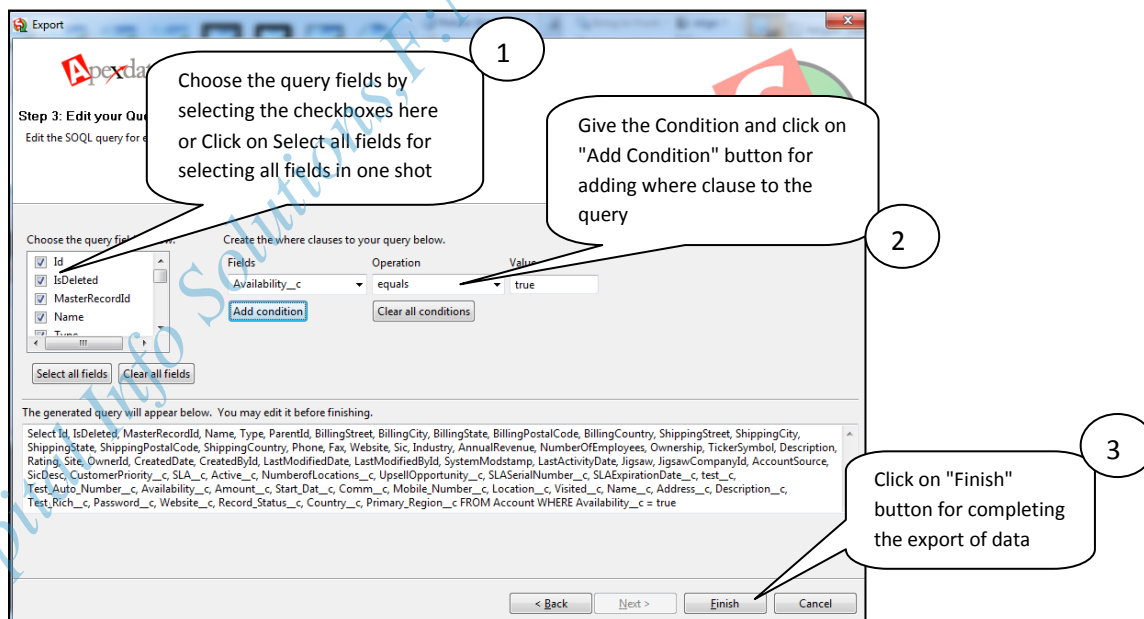 Export
1
Apexdat
Choose the query fields by
selecting the checkboxes here
or Click on Select all fields for
selecting all fields in one shot
Step 3: Edit your Que
Edit the SOQL query for e
Give the Condition and click on
"Add Condition" button for
adding where clause to the
query
2
Choose the query fiel
Create the where clauses to your query below.
Fields Operation Value
Id
IsDeleted
MasterRecordId
Name
Type
Availability__c equals true
Add condition Clear all conditions
Select all fields Clear all fields
The generated query will appear below. You may edit it before finishing.
Select Id, IsDeleted, MasterRecordId, Name, Type, ParentId, BillingStreet, BillingCity, BillingState, BillingPostalCode, BillingCountry, ShippingStreet, ShippingCity,
ShippingState, ShippingPostalCode, ShippingCountry, Phone, Fax, Website, Sic, Industry, AnnualRevenue, NumberOfEmployees, Ownership, TickerSymbol, Description,
Rating, Site, OwnerId, CreatedDate, CreatedById, LastModifiedDate, LastModifiedById, SystemModstamp, LastActivityDate, Jigsaw, JigsawCompanyId, AccountSource,
SicDesc, CustomerPriority__c, SLA__c, Active__c, NumberofLocations__c, UpsellOpportunity__c, SLASerialNumber__c, SLAExpirationDate__c, test__c,
Test_Auto_Number__c, Availability__c, Amount__c, Start_Dat__c, Comm__c, Mobile_Number__c, Location__c, Visited__c, Name__c, Address__c, Description__c,
Test_Rich__c, Password__c, Website__c, Record_Status__c, Country__c, Primary_Region__c FROM Account WHERE Availability__c = true
3
Click on "Finish"
button for completing
the export of data
< Back Next > Finish Cancel
pital Info Solutions,F: